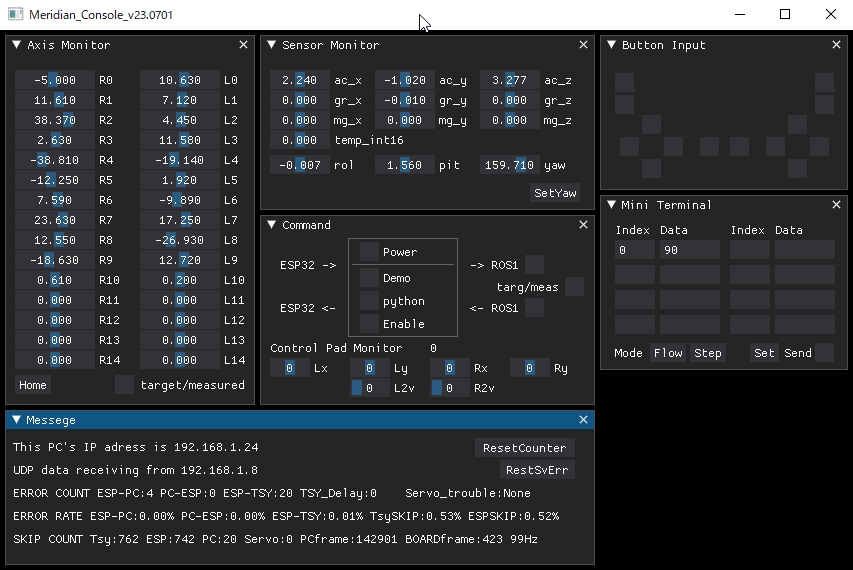 Meridian_Console_v23.0701
Axis Monitor
-5.000 R0 10.630 L0
11.610 R1 7.120 L1
38.370 R2 4.450 L2
2.630 R3 11.580 L3
-38.810 R4 -19.140 L4
-12.250 R5 1.920 L5
7.590 R6 -9.890 L6
23.630 R7 17.250 L7
12.550 R8 -26.930 L8
-18.630 R9 12.720 L9
0.610 R10 0.200 L10
0.000 R11 0.000 L11
0.000 R12 0.000 L12
0.000 R13 0.000 L13
0.000 R14 0.000 L14
Home target/measured
Sensor Monitor
2.240 ac_x -1.020 ac_y 3.277 ac_z
0.000 gr_x -0.010 gr_y 0.000 gr_z
0.000 mg_x 0.000 mg_y 0.000 mg_z
0.000 temp_int16
-0.007 rol 1.560 pit 159.710 yaw
SetYaw
Command
Power
ESP32 -> -> ROS1
Demo
targ/meas
python
ESP32 <- <- ROS1
Enable
Control Pad Monitor 0
0 Lx 0 Ly 0 Rx 0 Ry
0 L2v 0 R2v
Button Input
Mini Terminal
Index Data Index Data
0 90
Mode Flow Step Set Send
Messege
This PC's IP adress is 192.168.1.24 ResetCounter
UDP data receiving from 192.168.1.8 RestSvErr
ERROR COUNT ESP-PC:4 PC-ESP:0 ESP-TSY:20 TSY_Delay:0 Servo_trouble:None
ERROR RATE ESP-PC:0.00% PC-ESP:0.00% ESP-TSY:0.01% TsySKIP:0.53% ESPSKIP:0.52%
SKIP COUNT Tsy:762 ESP:742 PC:20 Servo:0 PCframe:142901 BOARDframe:423 99Hz